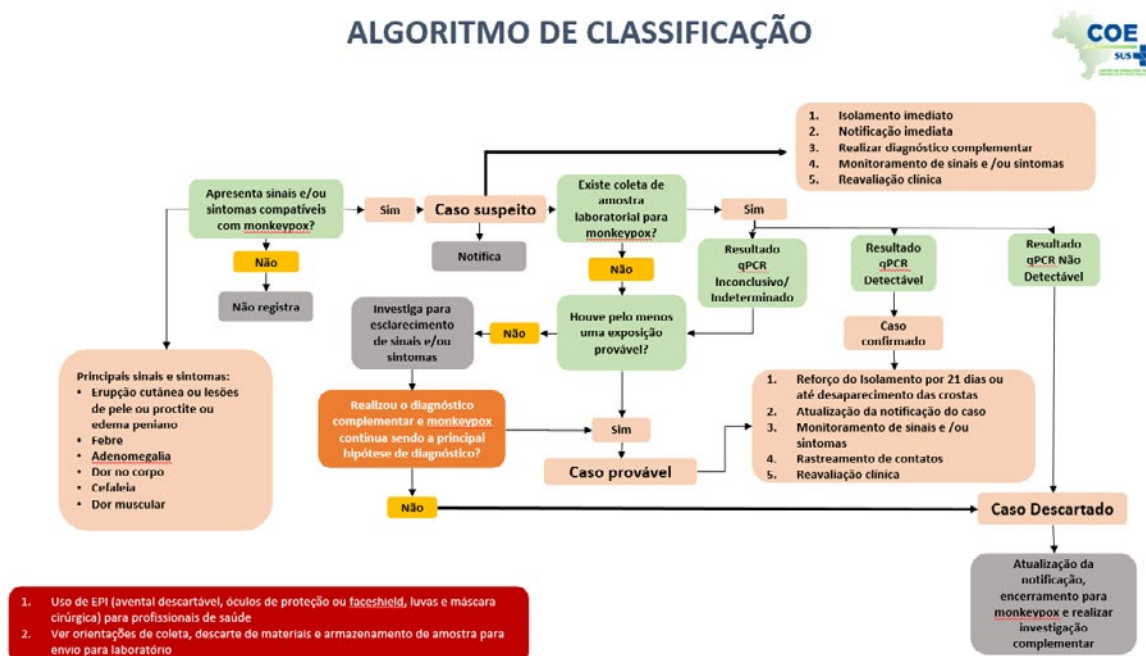 ALGORITMO DE CLASSIFICAÇÃO
COE
SUS
1. Isolamento imediato
2. Notificação imediata
3. Realizar diagnóstico complementar
4. Monitoramento de sinais e /ou sintomas
5. Reavaliação clínica
Apresenta sinais e/ou
sintomas compatíveis
com monkeypox?
Sim
Caso suspeito
Existe coleta de
amostra
laboratorial para
monkeypox?
Sim
Não
Notifica
Não
Não registra
Resultado
qPCR
Inconclusivo/
Indeterminado
Resultado
qPCR
Detectável
Resultado
qPCR Não
Detectável
Investiga para
esclarecimento
de sinais e/ou
sintomas
Não
Houve pelo menos
uma exposição
provável?
Caso
confirmado
Principais sinais e sintomas:
• Erupção cutânea ou lesões
de pele ou proctite ou
edema peniano
• Febre
• Adenomegalia
• Dor no corpo
• Cefaleia
• Dor muscular
Realizou o diagnóstico
complementar e monkeypox
continua sendo a principal
hipótese de diagnóstico?
Sim
Caso provável
1. Reforço do Isolamento por 21 dias ou
até desaparecimento das crostas
2. Atualização da notificação do caso
3. Monitoramento de sinais e /ou
sintomas
4. Rastreamento de contatos
5. Reavaliação clínica
Não
Caso Descartado
Atualização da
notificação,
encerramento para
monkeypox e realizar
investigação
complementar
1. Uso de EPI (avental descartável, óculos de proteção ou faceshield, luvas e máscara
cirúrgica) para profissionais de saúde
2. Ver orientações de coleta, descarte de materiais e armazenamento de amostra para
envio para laboratório